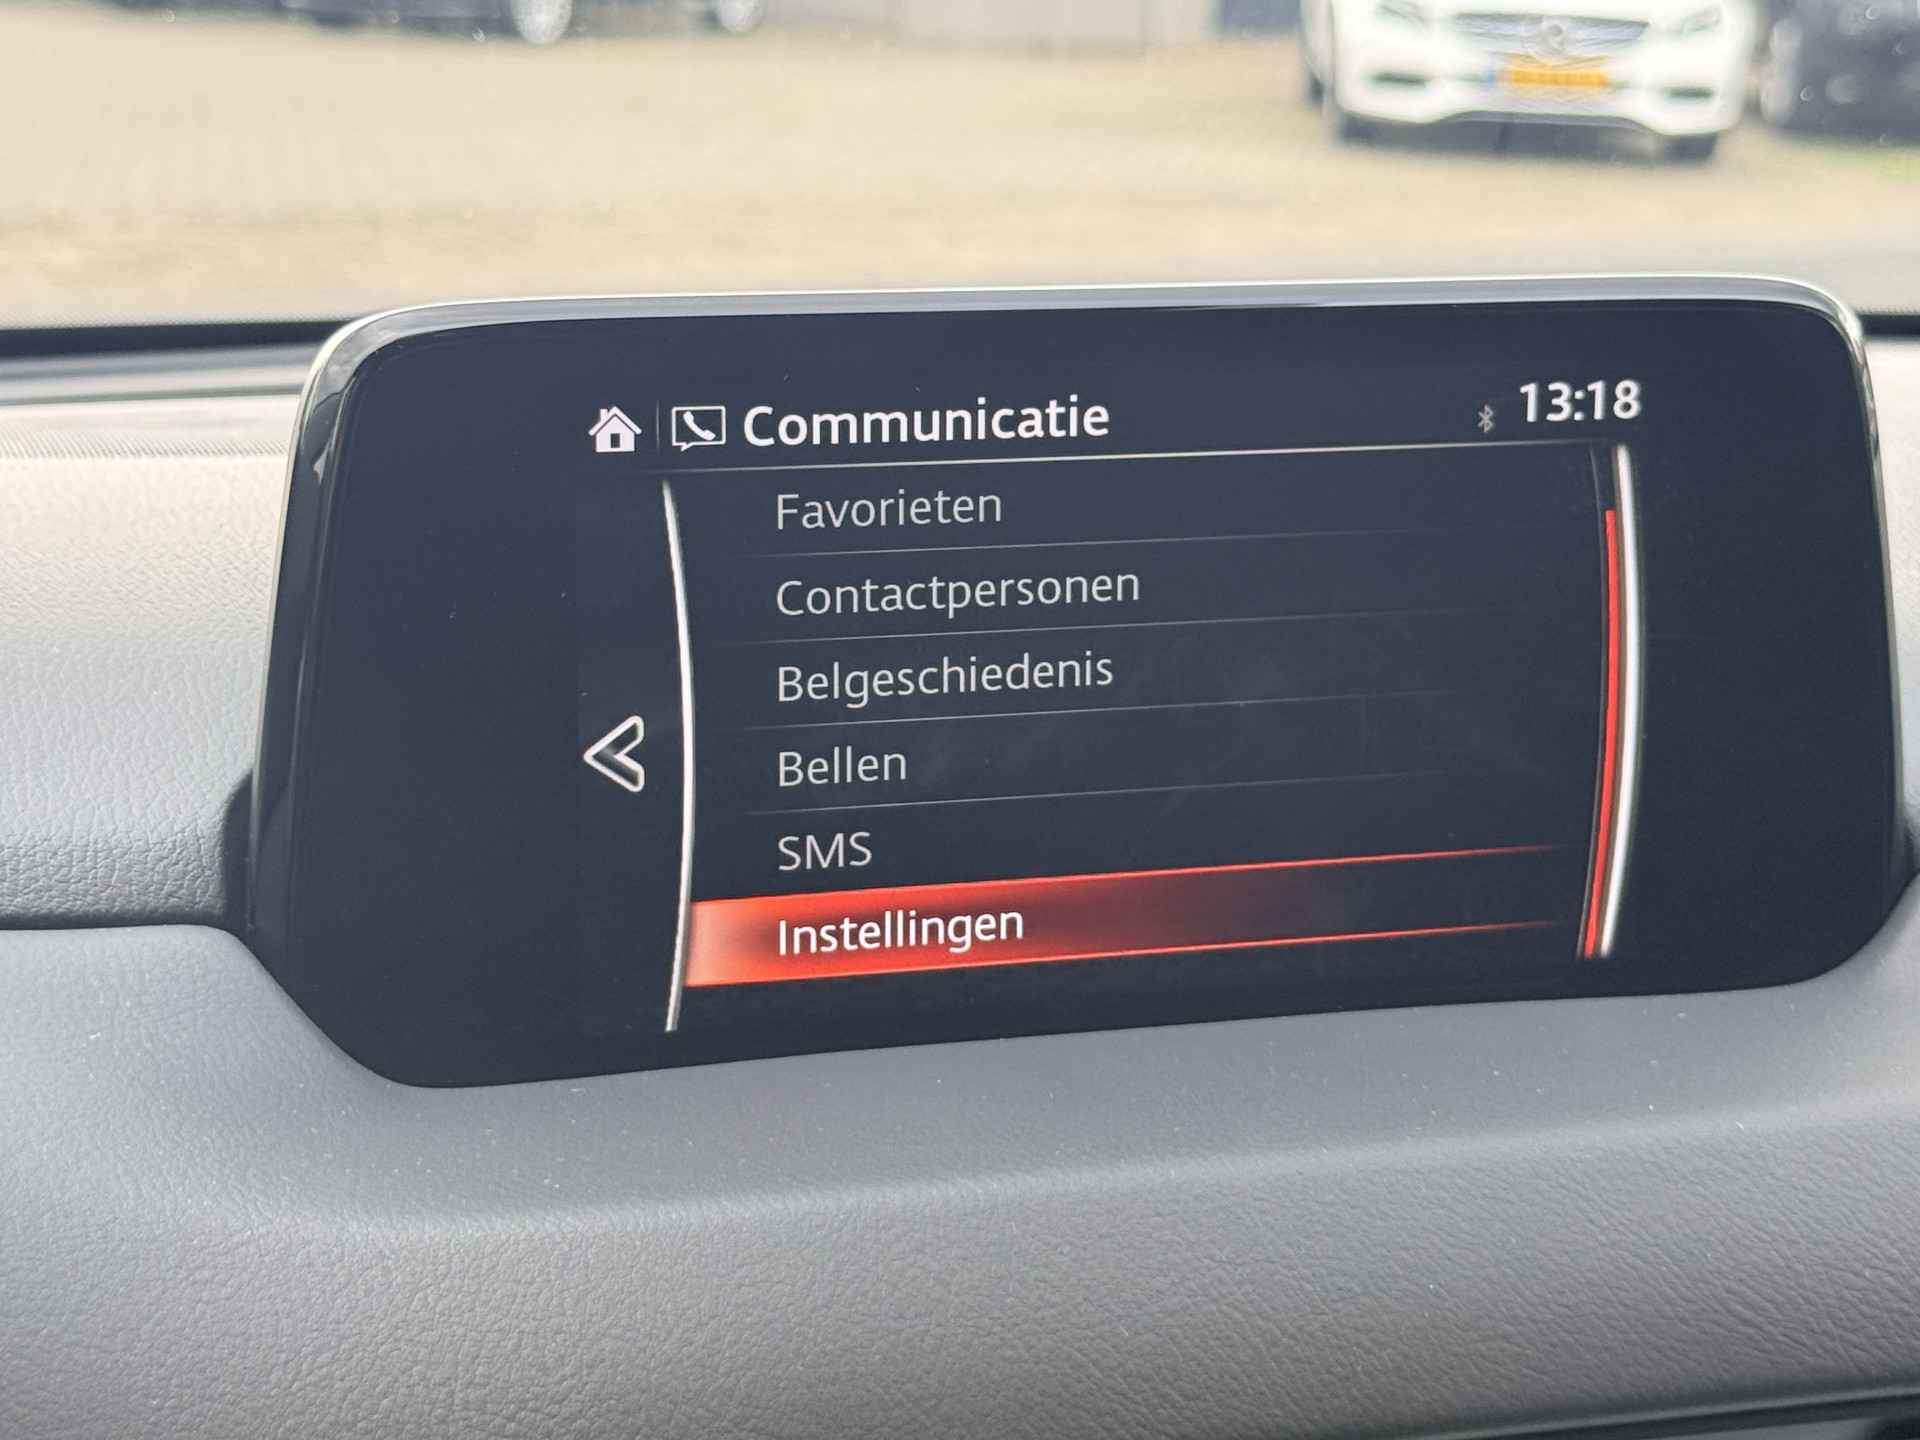 Communicatie
13:18
Favorieten
Contactpersonen
Belgeschiedenis
Bellen
SMS
Instellingen